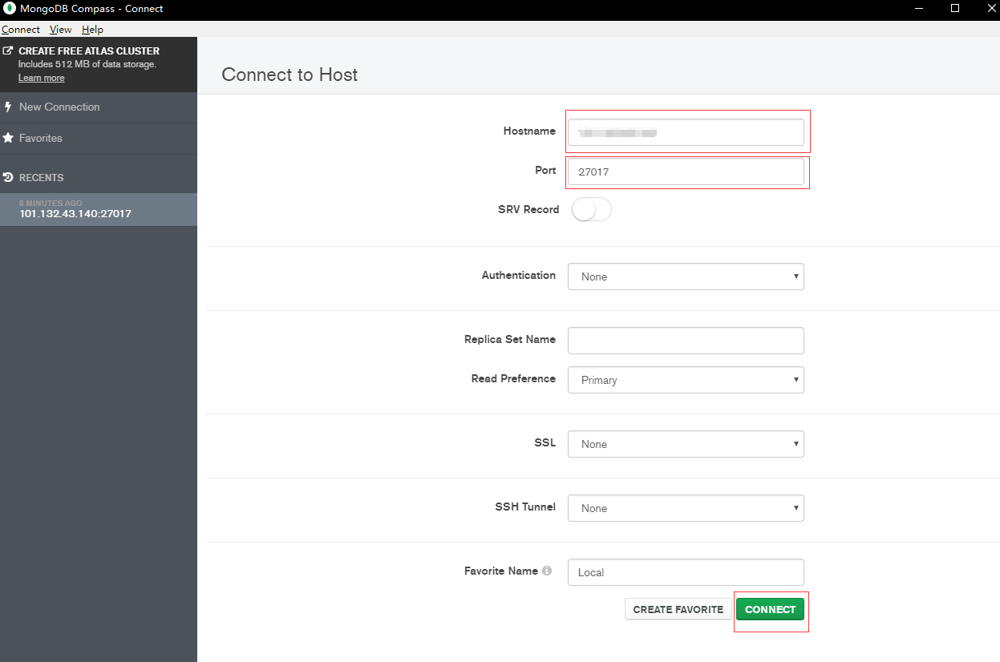 MongoDB Compass - Connect
Connect View Help
CREATE FREE ATLAS CLUSTER
Includes 512 MB of data storage.
Learn more
New Connection
Favorites
RECENTS
8 MINUTES AGO
101.132.43.140:27017
Connect to Host
Hostname
Port 27017
SRV Record
Authentication None
Replica Set Name
Read Preference Primary
SSL None
SSH Tunnel None
Favorite Name Local
CREATE FAVORITE CONNECT